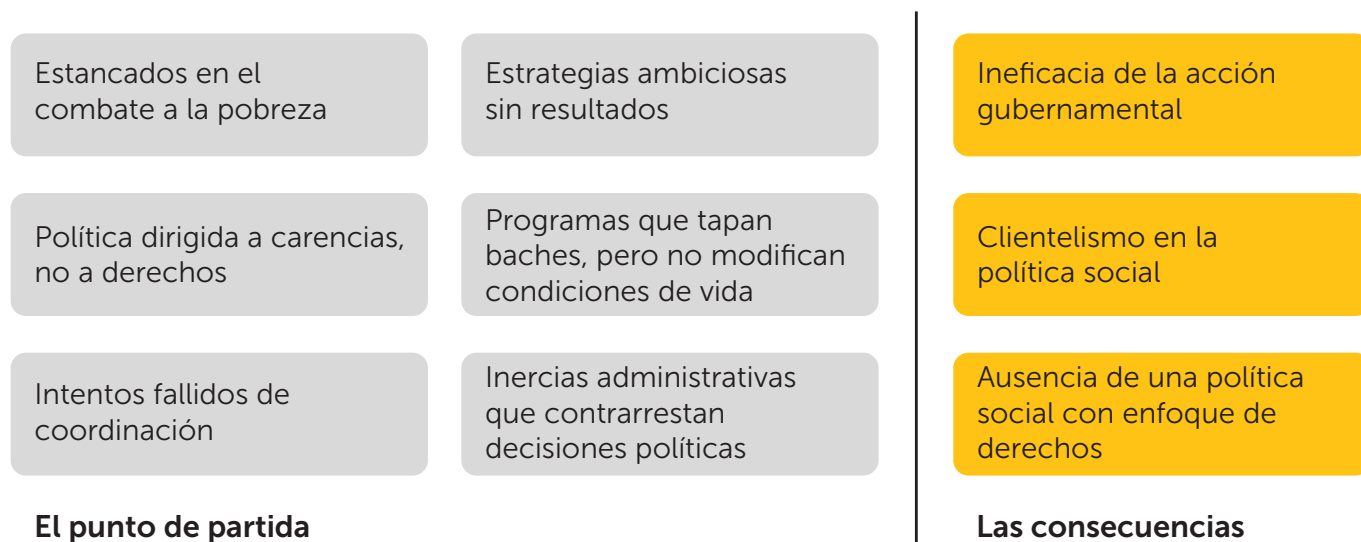 Estancados en el
combate a la pobreza
Estrategias ambiciosas
sin resultados
Ineficacia de la acción
gubernamental
Política dirigida a carencias,
no a derechos
Programas que tapan
baches, pero no modifican
condiciones de vida
Clientelismo en la
política social
Intentos fallidos de
coordinación
Inercias administrativas
que contrarrestan
decisiones políticas
Ausencia de una política
social con enfoque de
derechos
El punto de partida
Las consecuencias